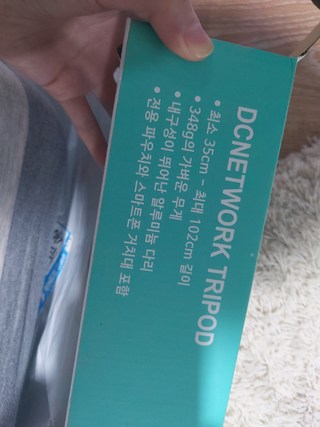 DCNETWORK TRIPOD
• 최소 35cm - 최대 102cm 길이
• 348g의 가벼운 무게
• 내구성이 뛰어난 알루미늄 다리
• 전용 파우치와 스마트폰 거치대 포함